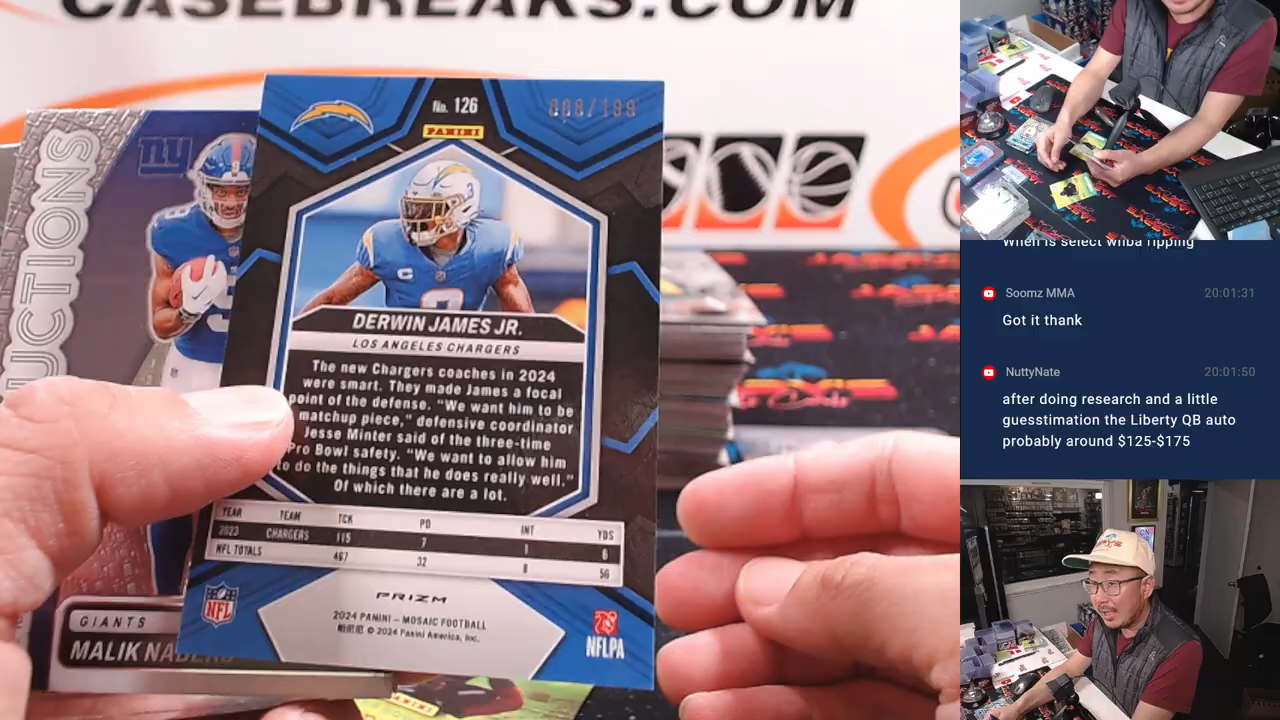 CASEBREAKS.COM
No. 126
PANINI
UCTIONS
NY
DERWIN JAMES JR.
LOS ANGELES CHARGERS
The new Chargers coaches in 2024
were smart. They made James a focal
point of the defense. "We want him to be
matchup piece," defensive coordinator
Jesse Minter said of the three-time
Pro Bowl safety. "We want to allow him
to do the things that he does really well."
Of which there are a lot.
YEAR TEAM TCK PD INT YDS
2023 CHARGERS 115 7 1 6
NFL TOTALS 467 32 8 56
PRIZM
2024 PANINI – MOSAIC FOOTBALL
© 2024 Panini America, Inc.
NFL
NFLPA
GIANTS
MALIK NABERS
PANINI
When is select wnba ripping
Soomz MMA 20:01:31
Got it thank
NuttyNate 20:01:50
after doing research and a little
guesstimation the Liberty QB auto
probably around $125-$175